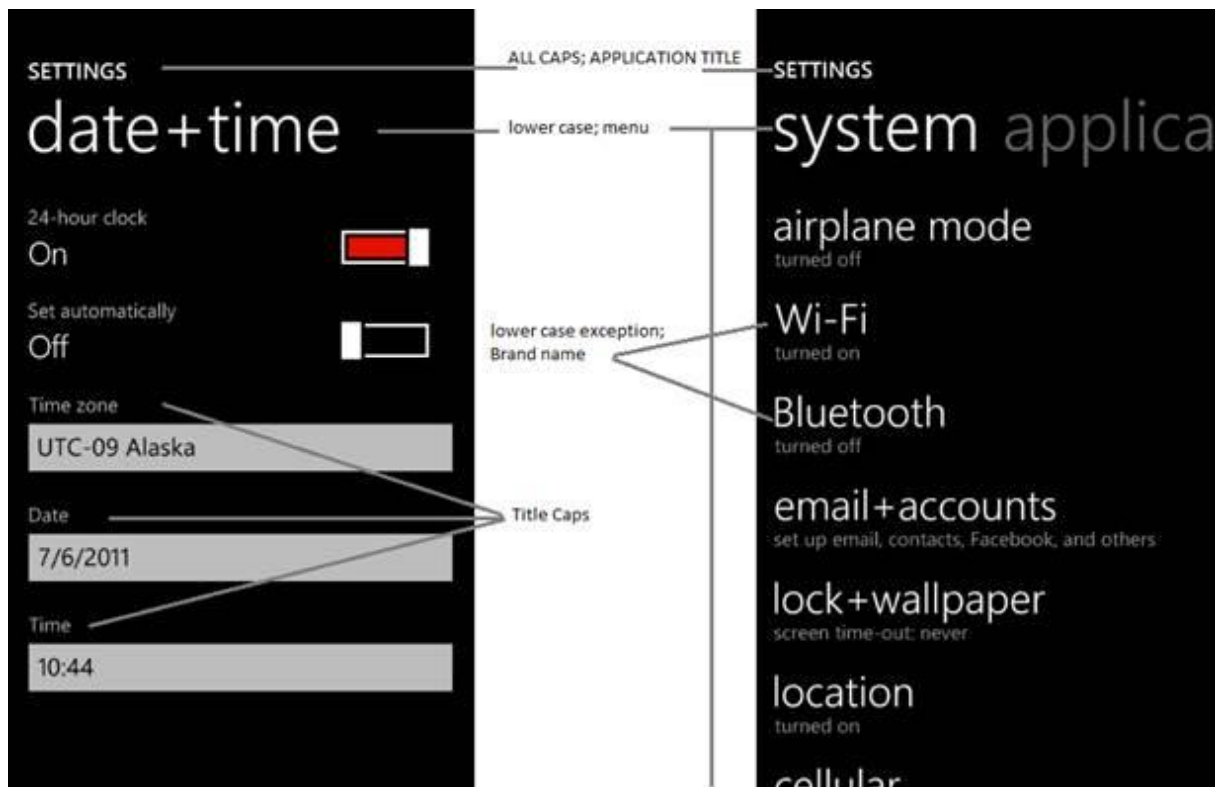 SETTINGS
date+time
24-hour clock
On
Set automatically
Off
Time zone
UTC-09 Alaska
Date
7/6/2011
Time
10:44
ALL CAPS; APPLICATION TITLE
lower case; menu
lower case exception;
Brand name
Title Caps
SETTINGS
system applica
airplane mode
turned off
Wi-Fi
turned on
Bluetooth
turned off
email+accounts
set up email, contacts, Facebook, and others
lock+wallpaper
screen time-out: never
location
turned on
cellular